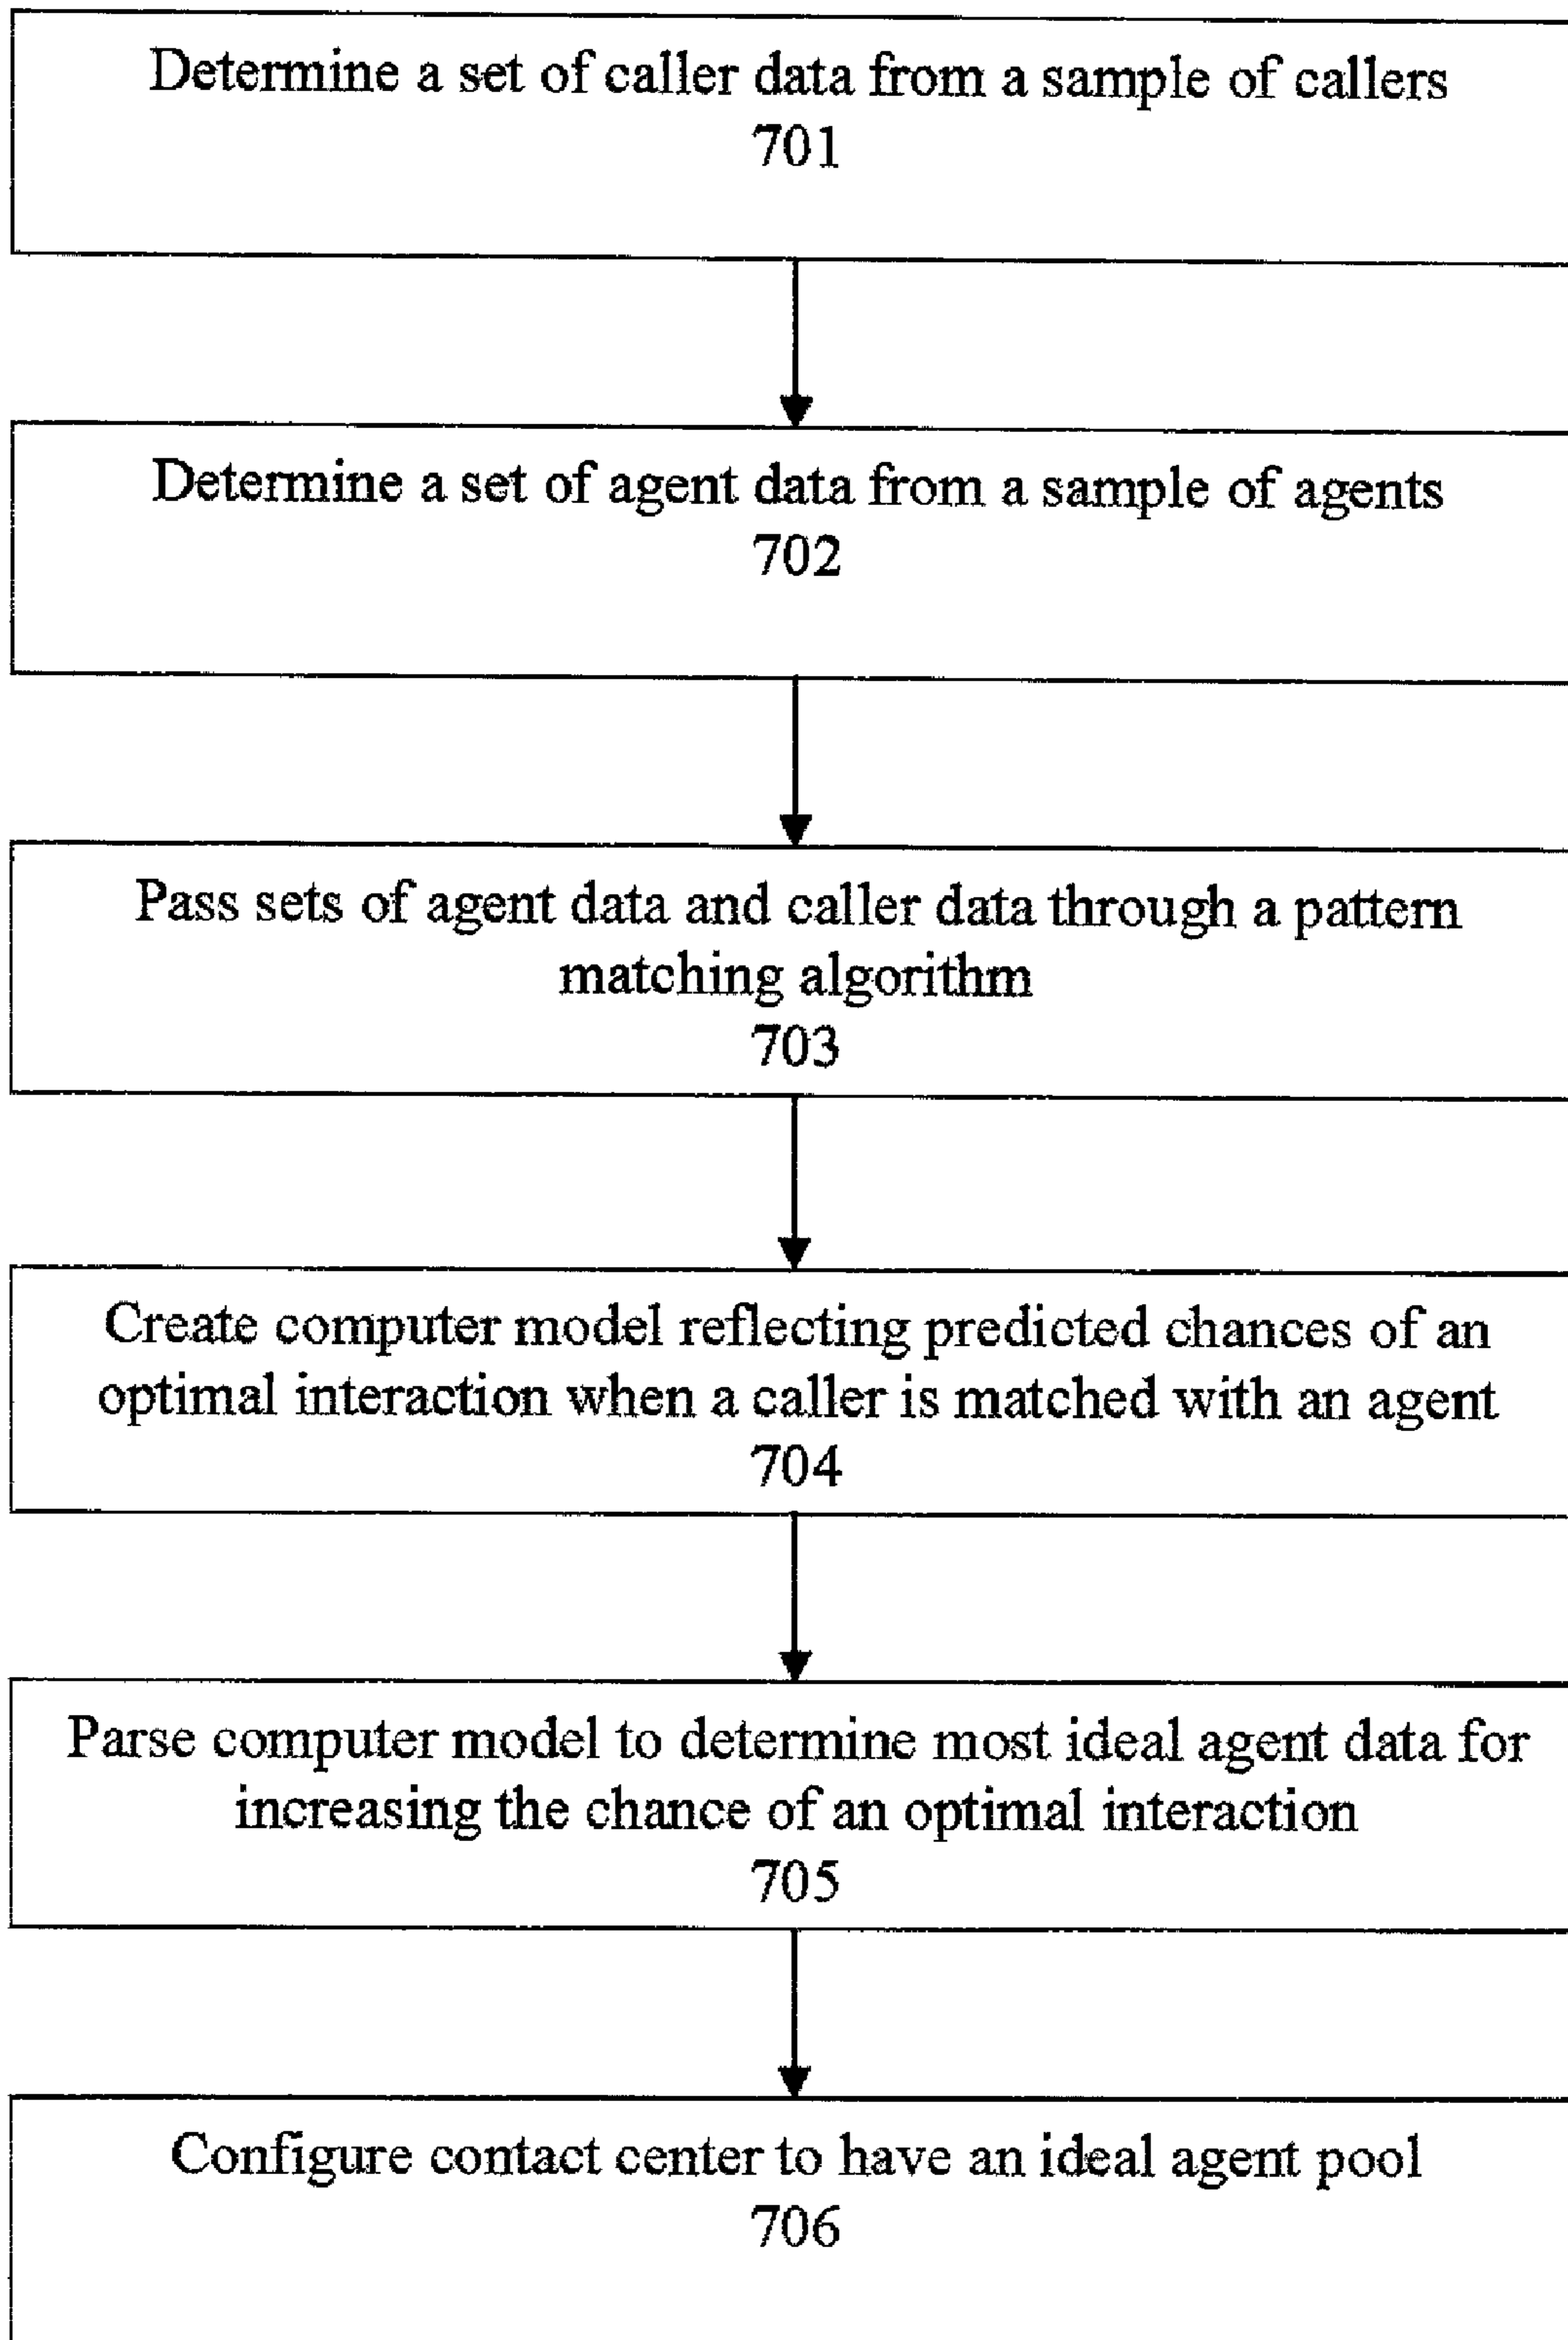 Determine a set of caller data from a sample of callers
701
Determine a set of agent data from a sample of agents
702
Pass sets of agent data and caller data through a pattern
matching algorithm
703
Create computer model reflecting predicted chances of an
optimal interaction when a caller is matched with an agent
704
Parse computer model to determine most ideal agent data for
increasing the chance of an optimal interaction
705
Configure contact center to have an ideal agent pool
706